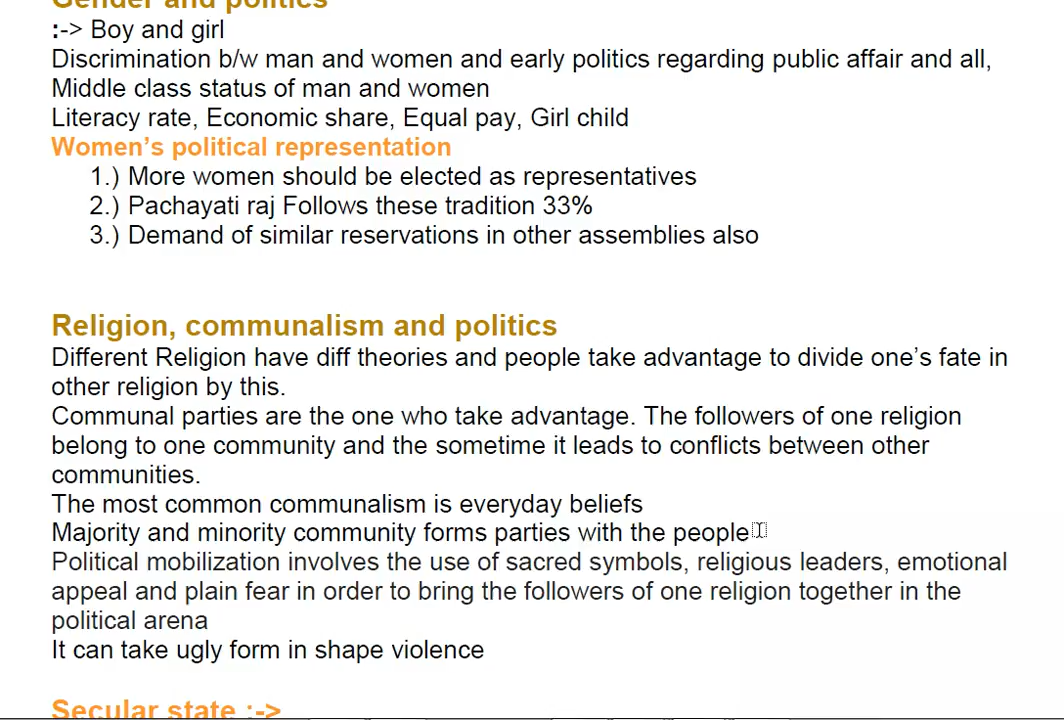 Gender and politics
:-> Boy and girl
Discrimination b/w man and women and early politics regarding public affair and all,
Middle class status of man and women
Literacy rate, Economic share, Equal pay, Girl child
Women’s political representation
1.) More women should be elected as representatives
2.) Pachayati raj Follows these tradition 33%
3.) Demand of similar reservations in other assemblies also
Religion, communalism and politics
Different Religion have diff theories and people take advantage to divide one’s fate in
other religion by this.
Communal parties are the one who take advantage. The followers of one religion
belong to one community and the sometime it leads to conflicts between other
communities.
The most common communalism is everyday beliefs
Majority and minority community forms parties with the people
Political mobilization involves the use of sacred symbols, religious leaders, emotional
appeal and plain fear in order to bring the followers of one religion together in the
political arena
It can take ugly form in shape violence
Secular state :->